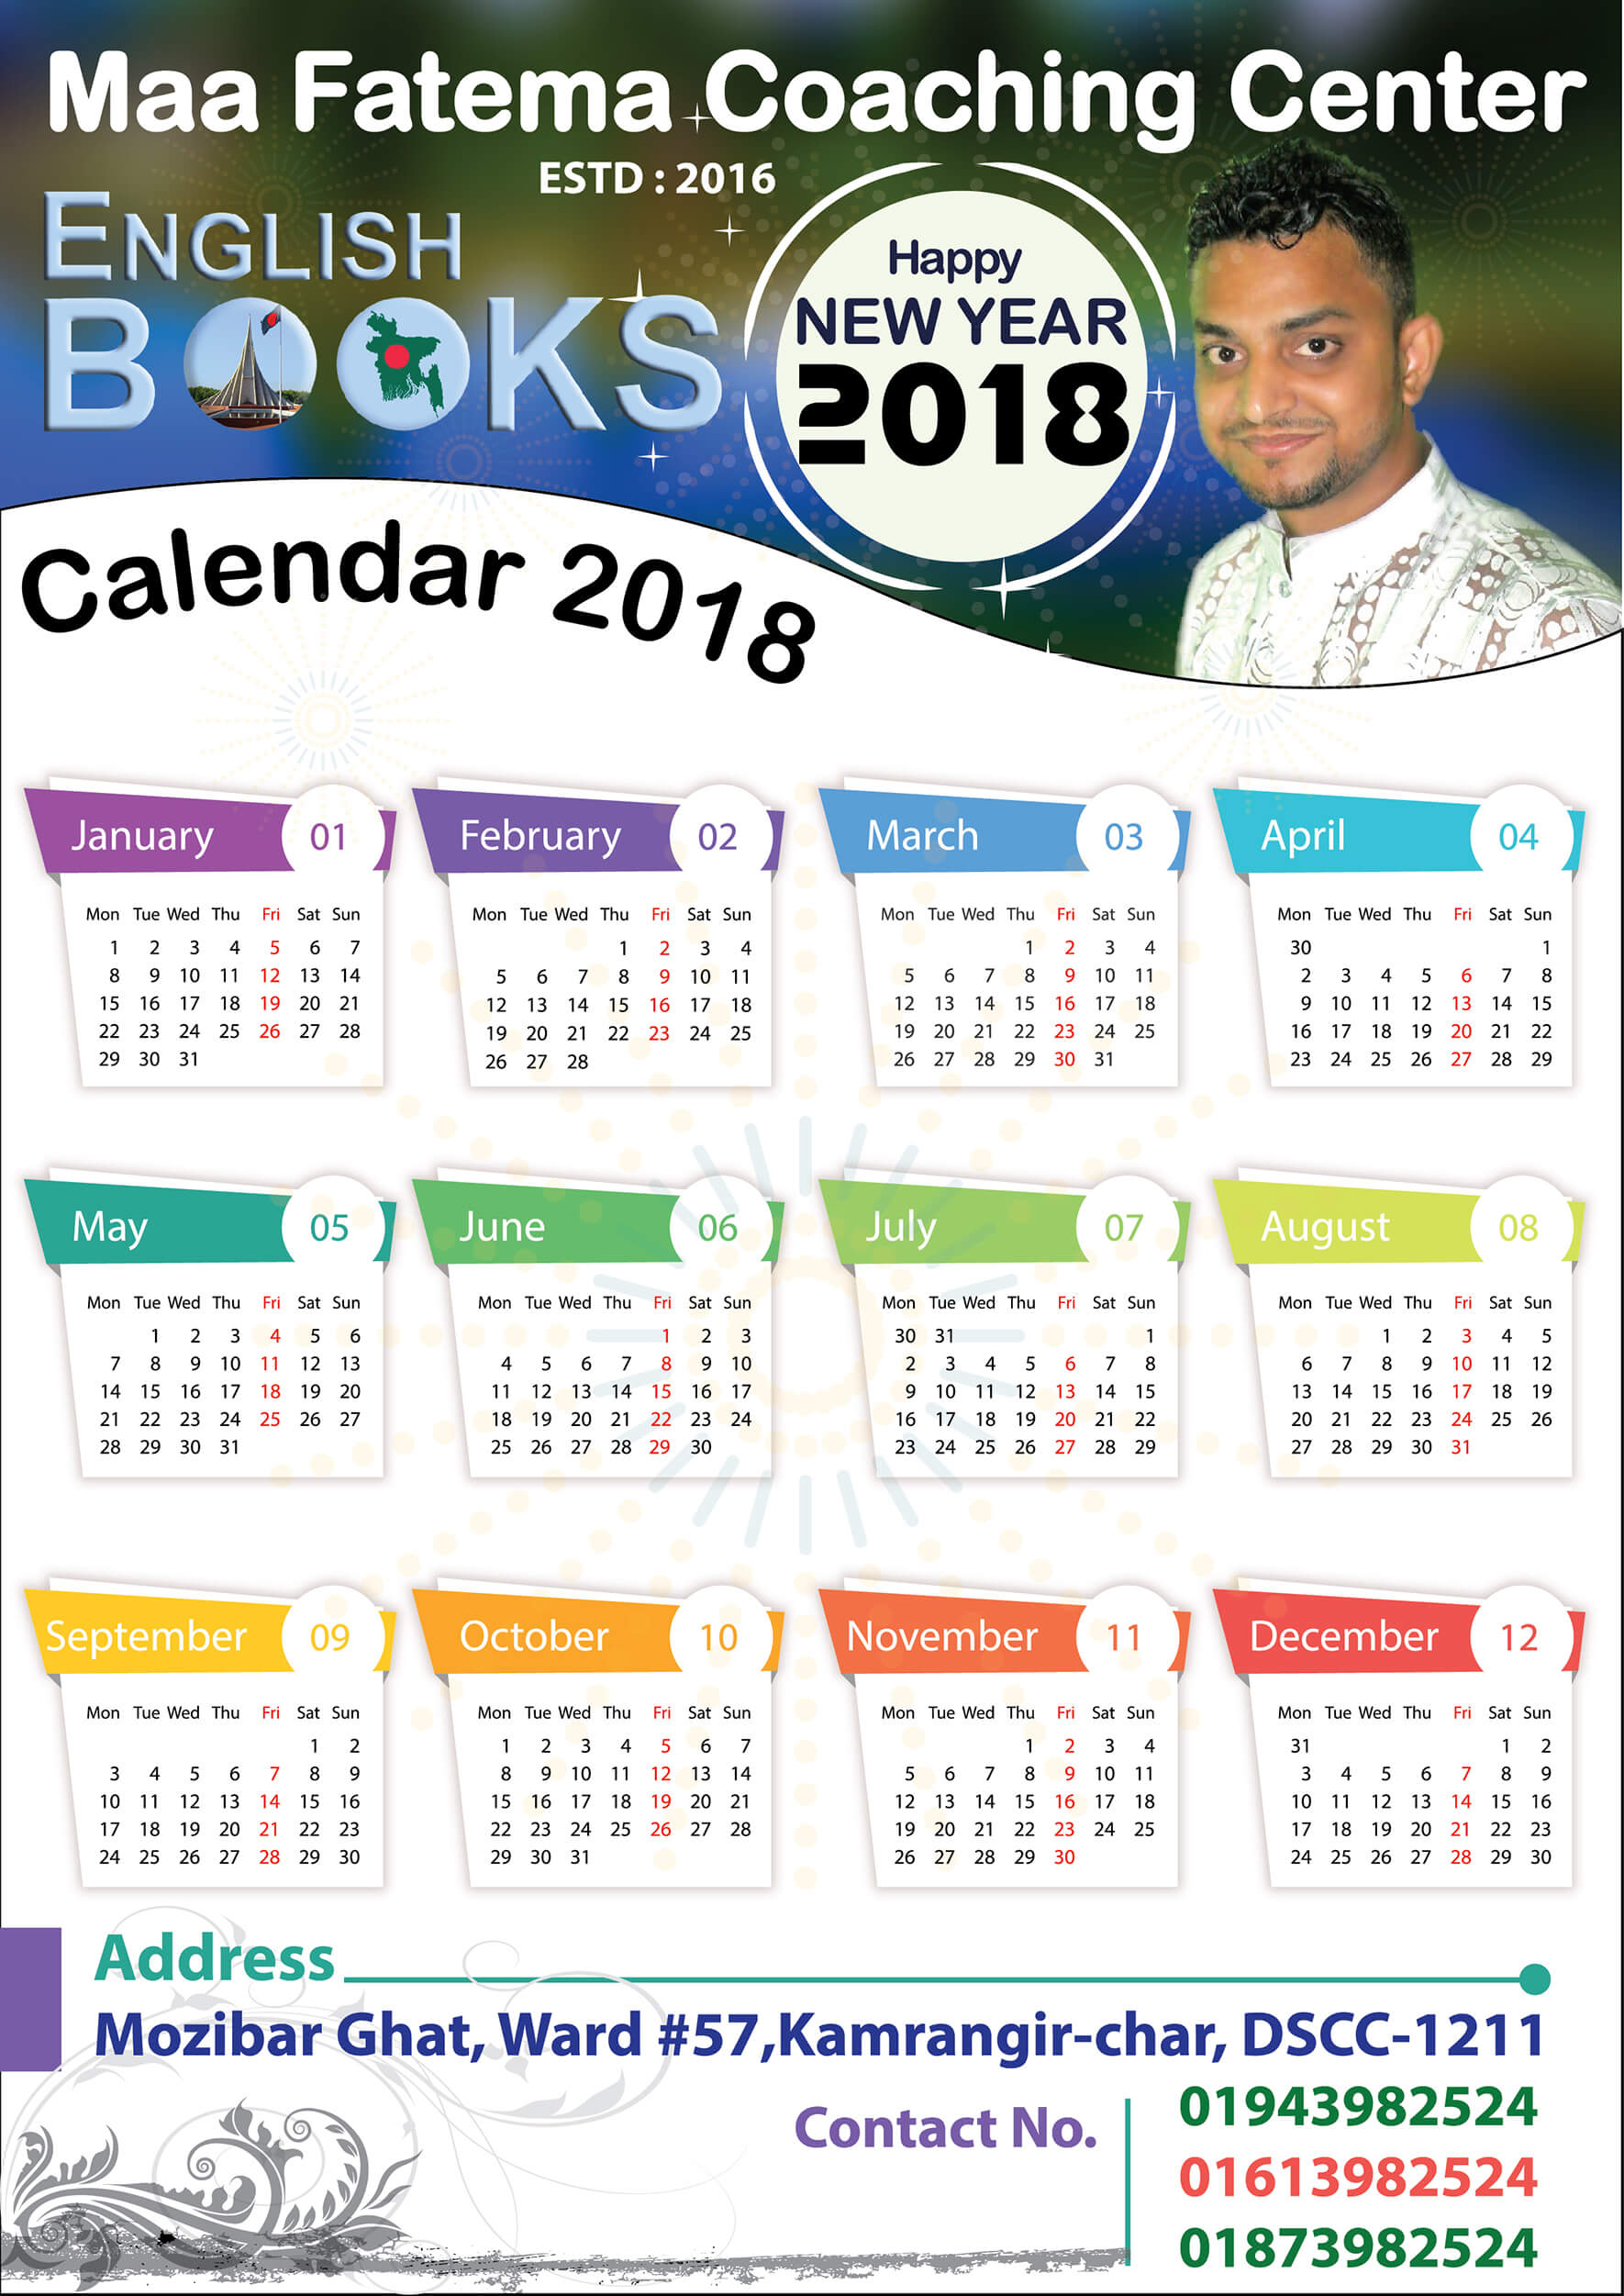 Maa Fatema Coaching Center
ESTD : 2016
ENGLISH
BOOKS
Happy
NEW YEAR
2018
Calendar 2018
January 01
Mon Tue Wed Thu Fri Sat Sun
1 2 3 4 5 6 7
8 9 10 11 12 13 14
15 16 17 18 19 20 21
22 23 24 25 26 27 28
29 30 31
February 02
Mon Tue Wed Thu Fri Sat Sun
1 2 3 4
5 6 7 8 9 10 11
12 13 14 15 16 17 18
19 20 21 22 23 24 25
26 27 28
March 03
Mon Tue Wed Thu Fri Sat Sun
1 2 3 4
5 6 7 8 9 10 11
12 13 14 15 16 17 18
19 20 21 22 23 24 25
26 27 28 29 30 31
April 04
Mon Tue Wed Thu Fri Sat Sun
30 1
2 3 4 5 6 7 8
9 10 11 12 13 14 15
16 17 18 19 20 21 22
23 24 25 26 27 28 29
May 05
Mon Tue Wed Thu Fri Sat Sun
1 2 3 4 5 6
7 8 9 10 11 12 13
14 15 16 17 18 19 20
21 22 23 24 25 26 27
28 29 30 31
June 06
Mon Tue Wed Thu Fri Sat Sun
1 2 3
4 5 6 7 8 9 10
11 12 13 14 15 16 17
18 19 20 21 22 23 24
25 26 27 28 29 30
July 07
Mon Tue Wed Thu Fri Sat Sun
30 31 1
2 3 4 5 6 7 8
9 10 11 12 13 14 15
16 17 18 19 20 21 22
23 24 25 26 27 28 29
August 08
Mon Tue Wed Thu Fri Sat Sun
1 2 3 4 5
6 7 8 9 10 11 12
13 14 15 16 17 18 19
20 21 22 23 24 25 26
27 28 29 30 31
September 09
Mon Tue Wed Thu Fri Sat Sun
1 2
3 4 5 6 7 8 9
10 11 12 13 14 15 16
17 18 19 20 21 22 23
24 25 26 27 28 29 30
October 10
Mon Tue Wed Thu Fri Sat Sun
1 2 3 4 5 6 7
8 9 10 11 12 13 14
15 16 17 18 19 20 21
22 23 24 25 26 27 28
29 30 31
November 11
Mon Tue Wed Thu Fri Sat Sun
1 2 3 4
5 6 7 8 9 10 11
12 13 14 15 16 17 18
19 20 21 22 23 24 25
26 27 28 29 30
December 12
Mon Tue Wed Thu Fri Sat Sun
31 1 2
3 4 5 6 7 8 9
10 11 12 13 14 15 16
17 18 19 20 21 22 23
24 25 26 27 28 29 30
Address
Mozibar Ghat, Ward #57,Kamrangir-char, DSCC-1211
Contact No.
01943982524
01613982524
01873982524